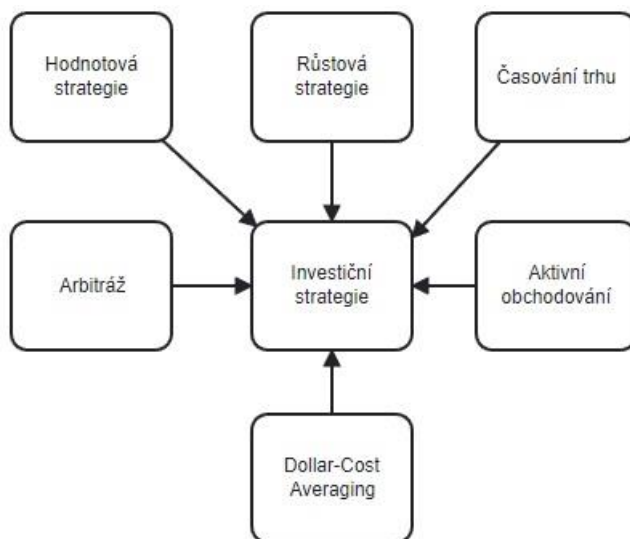 Hodnotová
strategie
Růstová
strategie
Časování trhu
Arbitráž
Investiční
strategie
Aktivní
obchodování
Dollar-Cost
Averaging